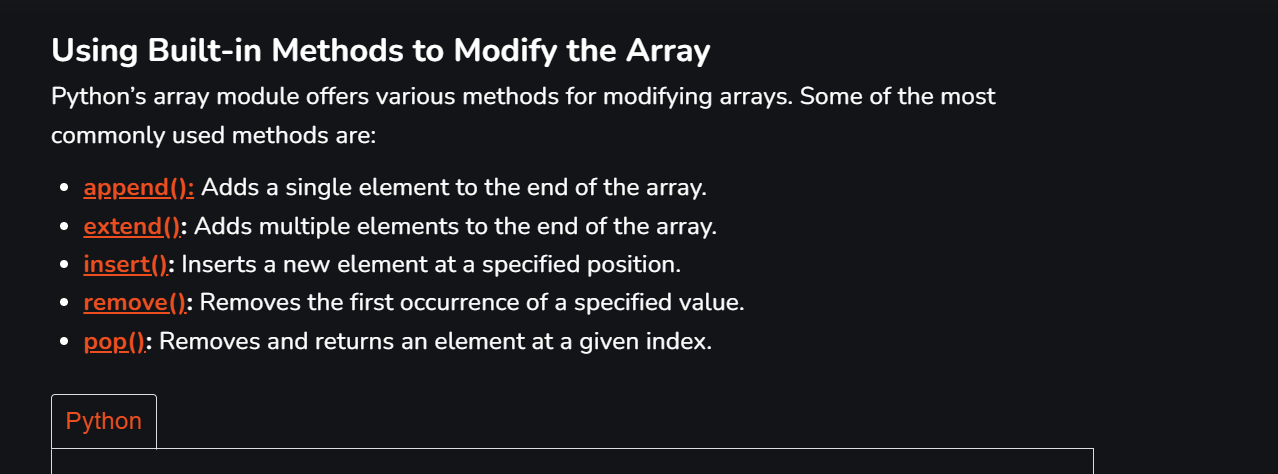 Using Built-in Methods to Modify the Array
Python’s array module offers various methods for modifying arrays. Some of the most
commonly used methods are:
• append(): Adds a single element to the end of the array.
• extend(): Adds multiple elements to the end of the array.
• insert(): Inserts a new element at a specified position.
• remove(): Removes the first occurrence of a specified value.
• pop(): Removes and returns an element at a given index.
Python